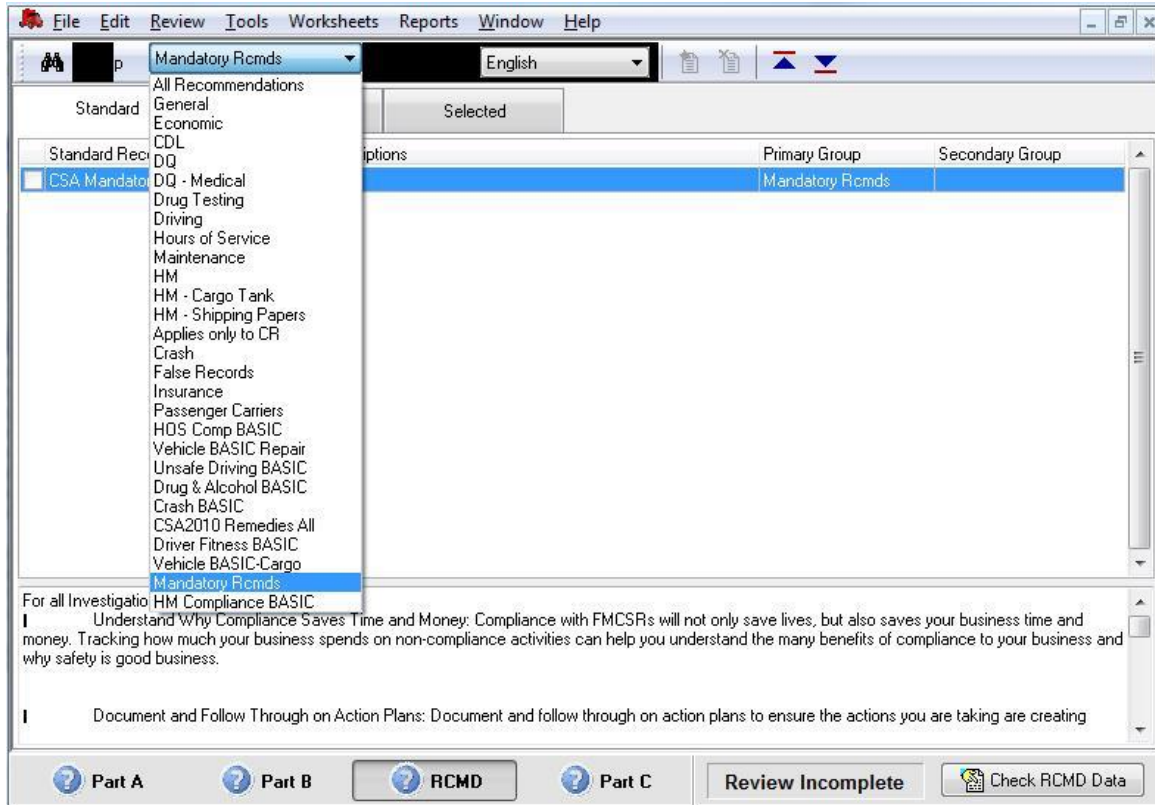 File Edit Review Tools Worksheets Reports Window Help
p Mandatory Rcmds English
Standard Selected
All Recommendations
General
Economic
CDL
DQ
DQ - Medical
Drug Testing
Driving
Hours of Service
Maintenance
HM
HM - Cargo Tank
HM - Shipping Papers
Applies only to CR
Crash
False Records
Insurance
Passenger Carriers
HOS Comp BASIC
Vehicle BASIC Repair
Unsafe Driving BASIC
Drug & Alcohol BASIC
Crash BASIC
CSA2010 Remedies All
Driver Fitness BASIC
Vehicle BASIC-Cargo
Mandatory Rcmds
HM Compliance BASIC
Standard Reco iptions Primary Group Secondary Group
CSA Mandator Mandatory Rcmds
For all Investigatio
Understand Why Compliance Saves Time and Money: Compliance with FMCSRs will not only save lives, but also saves your business time and
money. Tracking how much your business spends on non-compliance activities can help you understand the many benefits of compliance to your business and
why safety is good business.
Document and Follow Through on Action Plans: Document and follow through on action plans to ensure the actions you are taking are creating
Part A Part B RCMD Part C Review Incomplete Check RCMD Data